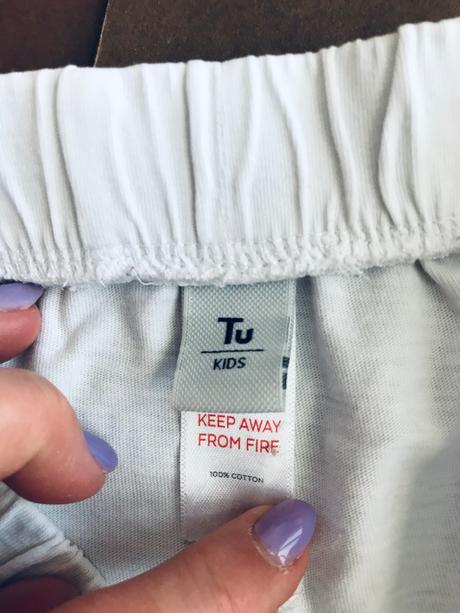 Tu
KIDS
KEEP AWAY
FROM FIRE
100% COTTON